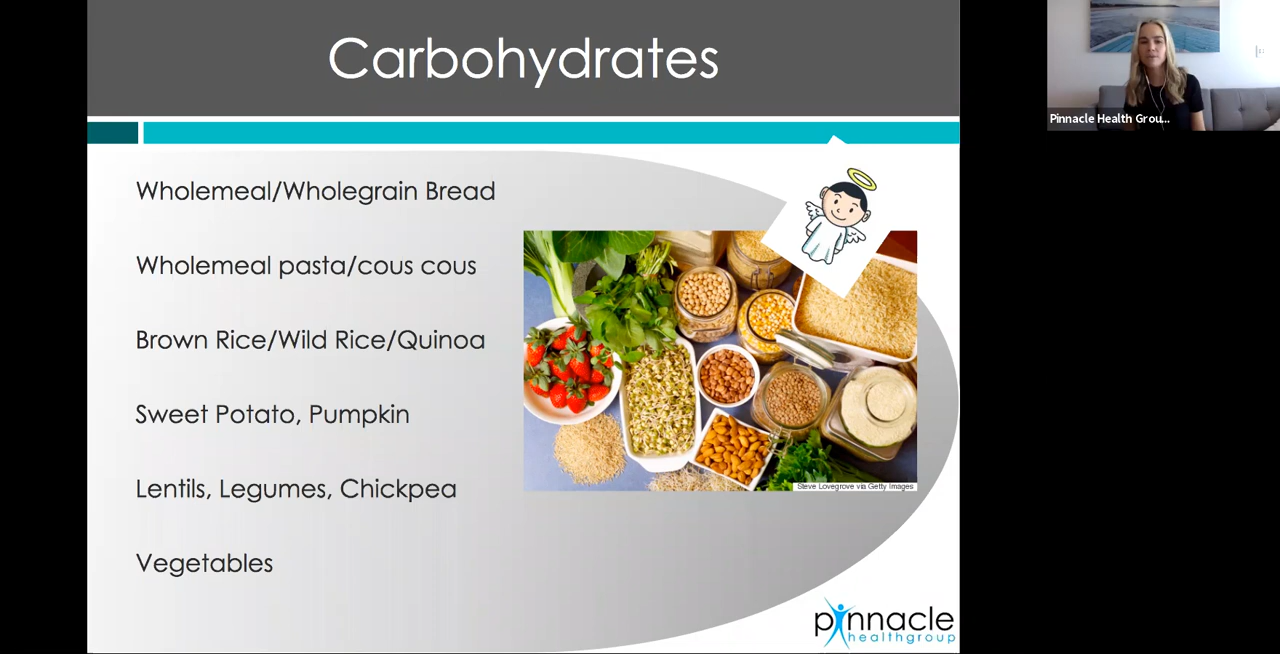 Carbohydrates
Wholemeal/Wholegrain Bread
Wholemeal pasta/cous cous
Brown Rice/Wild Rice/Quinoa
Sweet Potato, Pumpkin
Lentils, Legumes, Chickpea
Vegetables
Steve Lovegrove via Getty Images
pinnacle
healthgroup
Pinnacle Health Grou...